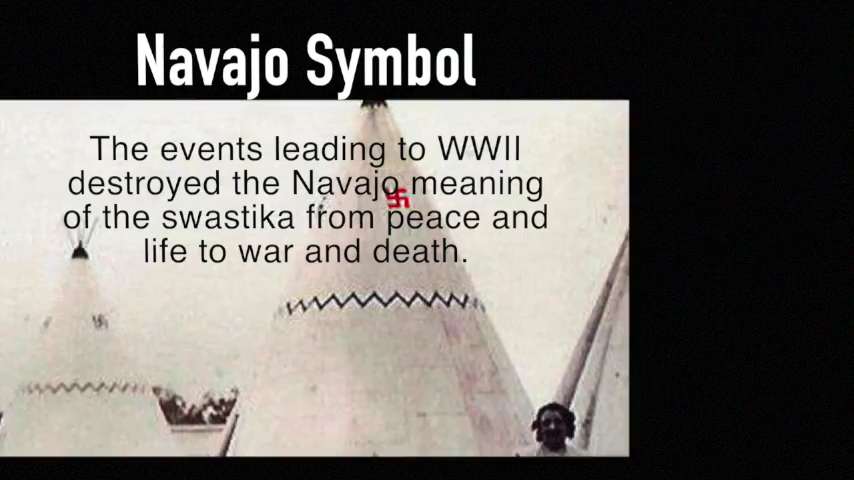 Navajo Symbol
The events leading to WWII
destroyed the Navajo meaning
of the swastika from peace and
life to war and death.